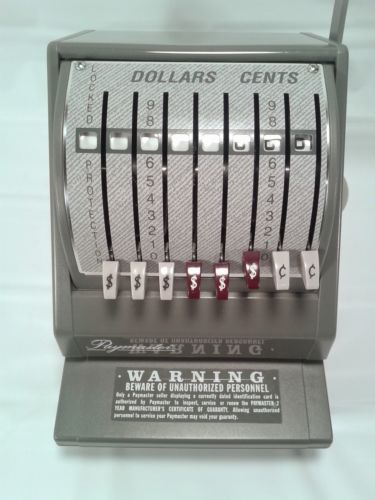 DOLLARS CENTS
LOCKED
PROTECTION
9 9
8 8
6 6
5 5
4 4
3 3
2 2
1 0 1 0
$ $ $ $ $ $ ¢ ¢
Paymaster
· WARNING ·
BEWARE OF UNAUTHORIZED PERSONNEL
Only a Paymaster seller displaying a currently dated identification card is
authorized by Paymaster to inspect, service or renew the PAYMASTER 7
YEAR MANUFACTURER'S CERTIFICATE OF GUARANTY. Allowing unauthorized
personnel to service your Paymaster may void your guaranty.